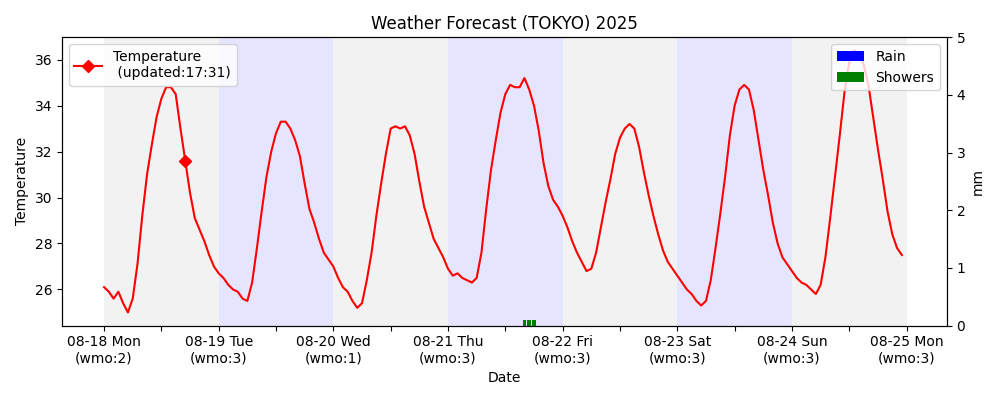 Weather Forecast (TOKYO) 2025
Temperature
(updated:17:31)
Rain
Showers
36
34
32
30
28
26
Temperature
5
4
3
2
1
0
mm
08-18 Mon
(wmo:2)
08-19 Tue
(wmo:3)
08-20 Wed
(wmo:1)
08-21 Thu
(wmo:3)
08-22 Fri
(wmo:3)
08-23 Sat
(wmo:3)
08-24 Sun
(wmo:3)
08-25 Mon
(wmo:3)
Date